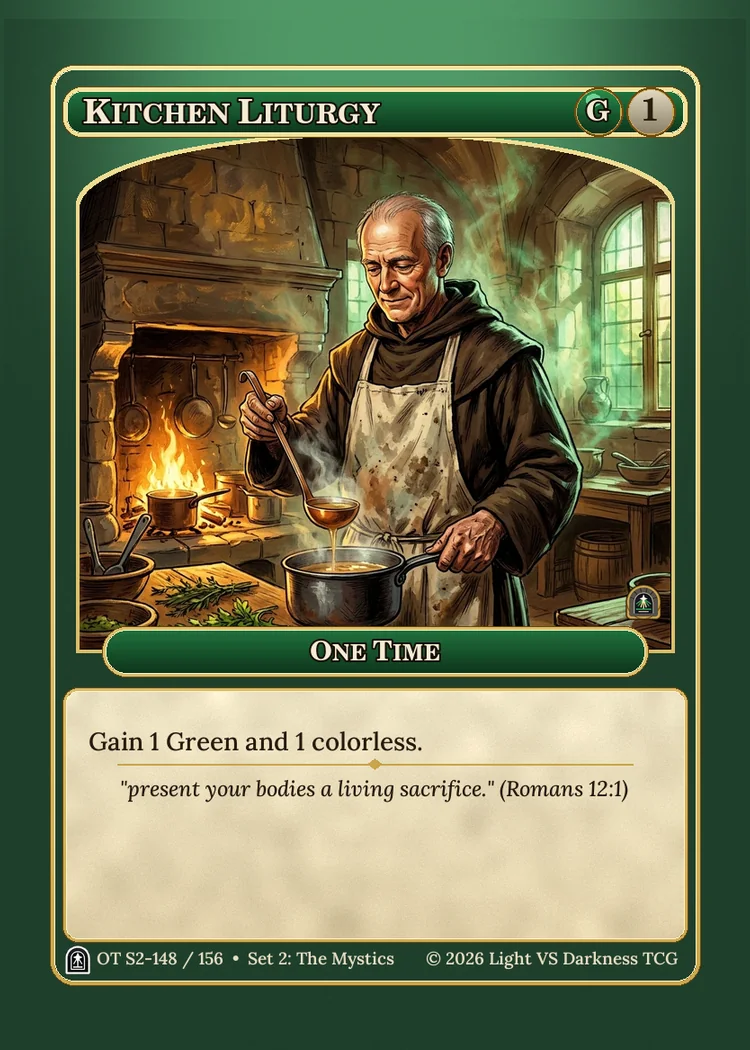 Kitchen Liturgy G 1
One Time
Gain 1 Green and 1 colorless.
"present your bodies a living sacrifice." (Romans 12:1)
OT S2-148 / 156 • Set 2: The Mystics © 2026 Light VS Darkness TCG